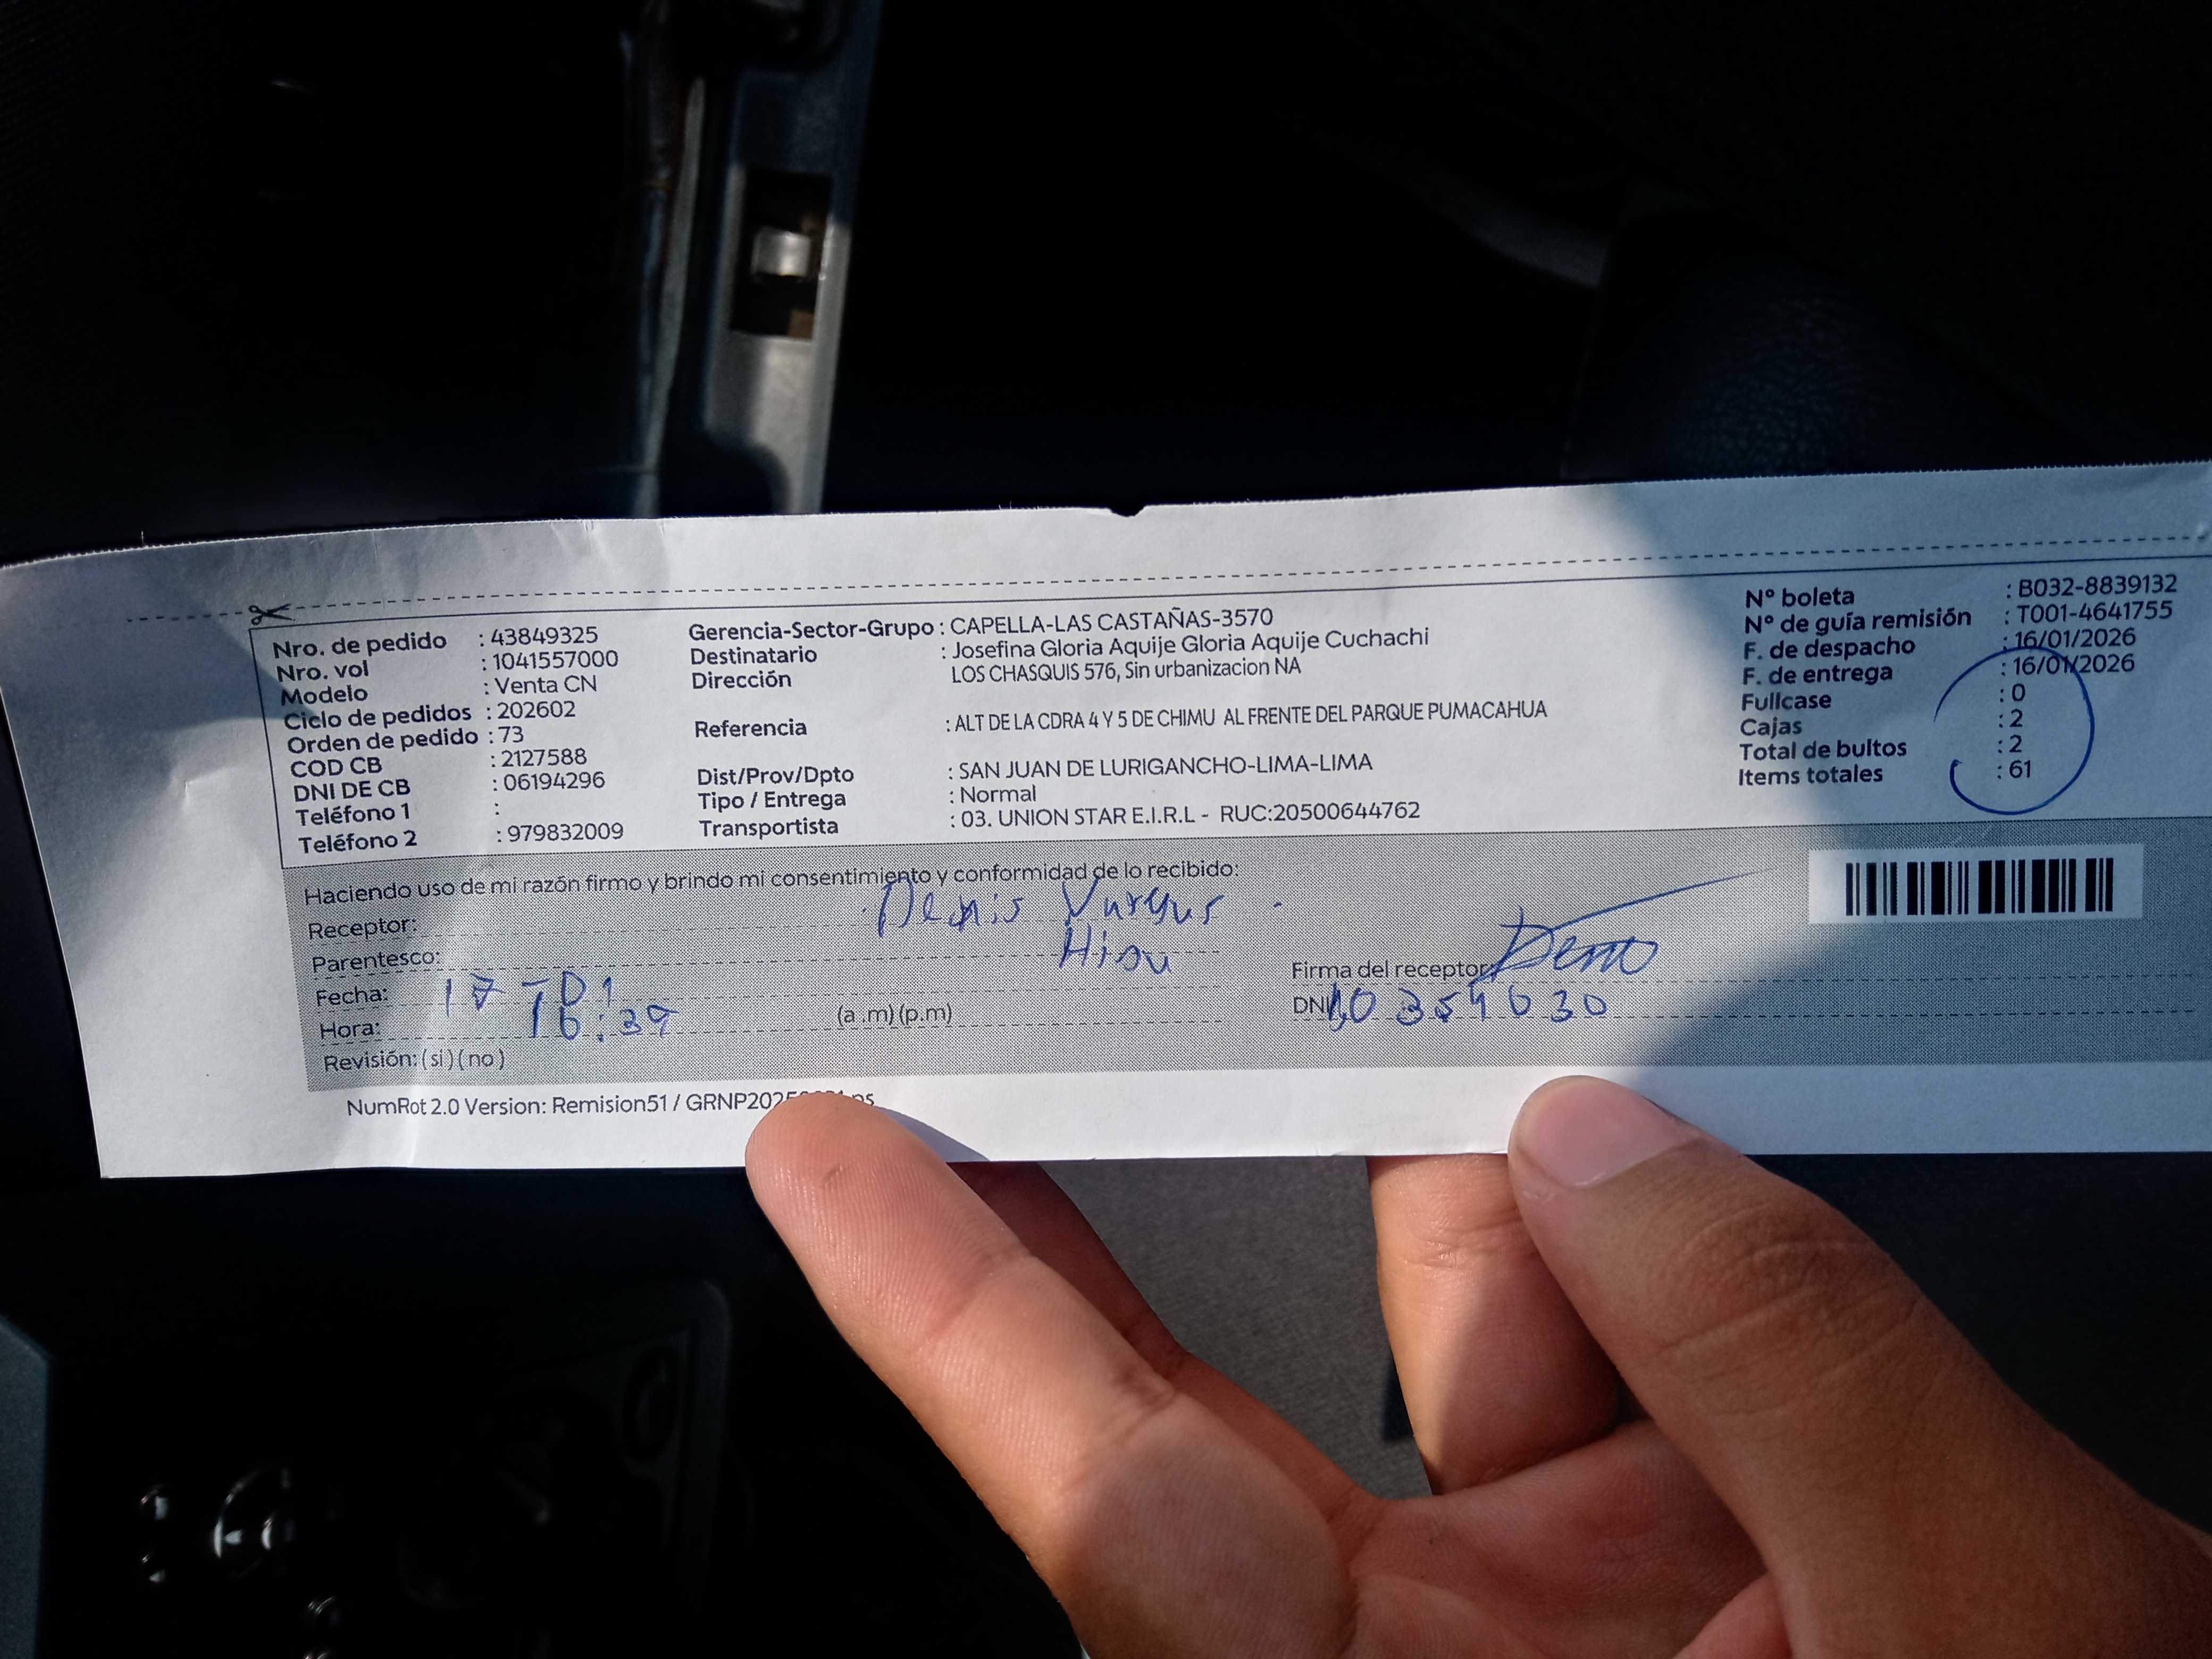 Nro. de pedido : 43849325
Nro. vol : 1041557000
Modelo : Venta CN
Ciclo de pedidos : 202602
Orden de pedido : 73
COD CB : 2127588
DNI DE CB : 06194296
Teléfono 1 :
Teléfono 2 : 979832009
Gerencia-Sector-Grupo : CAPELLA-LAS CASTAÑAS-3570
Destinatario : Josefina Gloria Aquije Gloria Aquije Cuchachi
Dirección LOS CHASQUIS 576, Sin urbanizacion NA
Referencia : ALT DE LA CDRA 4 Y 5 DE CHIMU AL FRENTE DEL PARQUE PUMACAHUA
Dist/Prov/Dpto : SAN JUAN DE LURIGANCHO-LIMA-LIMA
Tipo / Entrega : Normal
Transportista : 03. UNION STAR E.I.R.L - RUC:20500644762
Nº boleta : B032-8839132
Nº de guía remisión : T001-4641755
F. de despacho : 16/01/2026
F. de entrega : 16/01/2026
Fullcase : 0
Cajas : 2
Total de bultos : 2
Items totales : 61
Haciendo uso de mi razón firmo y brindo mi consentimiento y conformidad de lo recibido:
Receptor: Denis Vargas
Parentesco:
Fecha: 17-01
Hora: 16:39 (a.m) (p.m)
Revisión: (si) (no)
Firma del receptor:
DNI
NumRot 2.0 Version: Remision51 / GRNP202